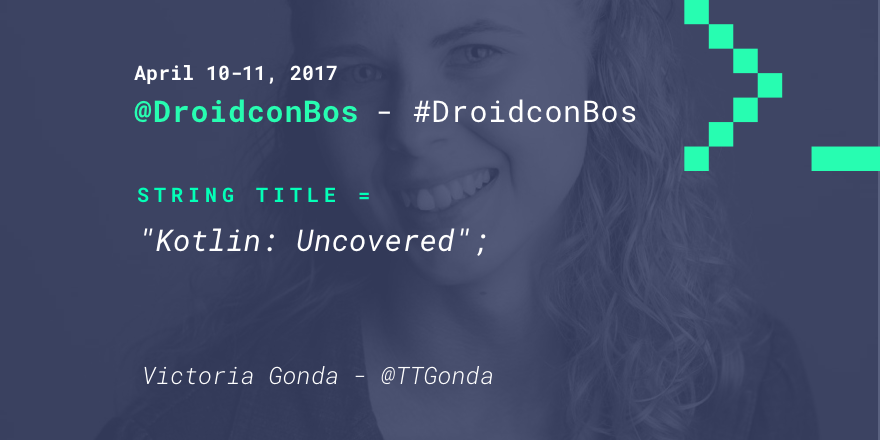 April 10-11, 2017
@DroidconBos - #DroidconBos
STRING TITLE =
"Kotlin: Uncovered";
Victoria Gonda - @TTGonda